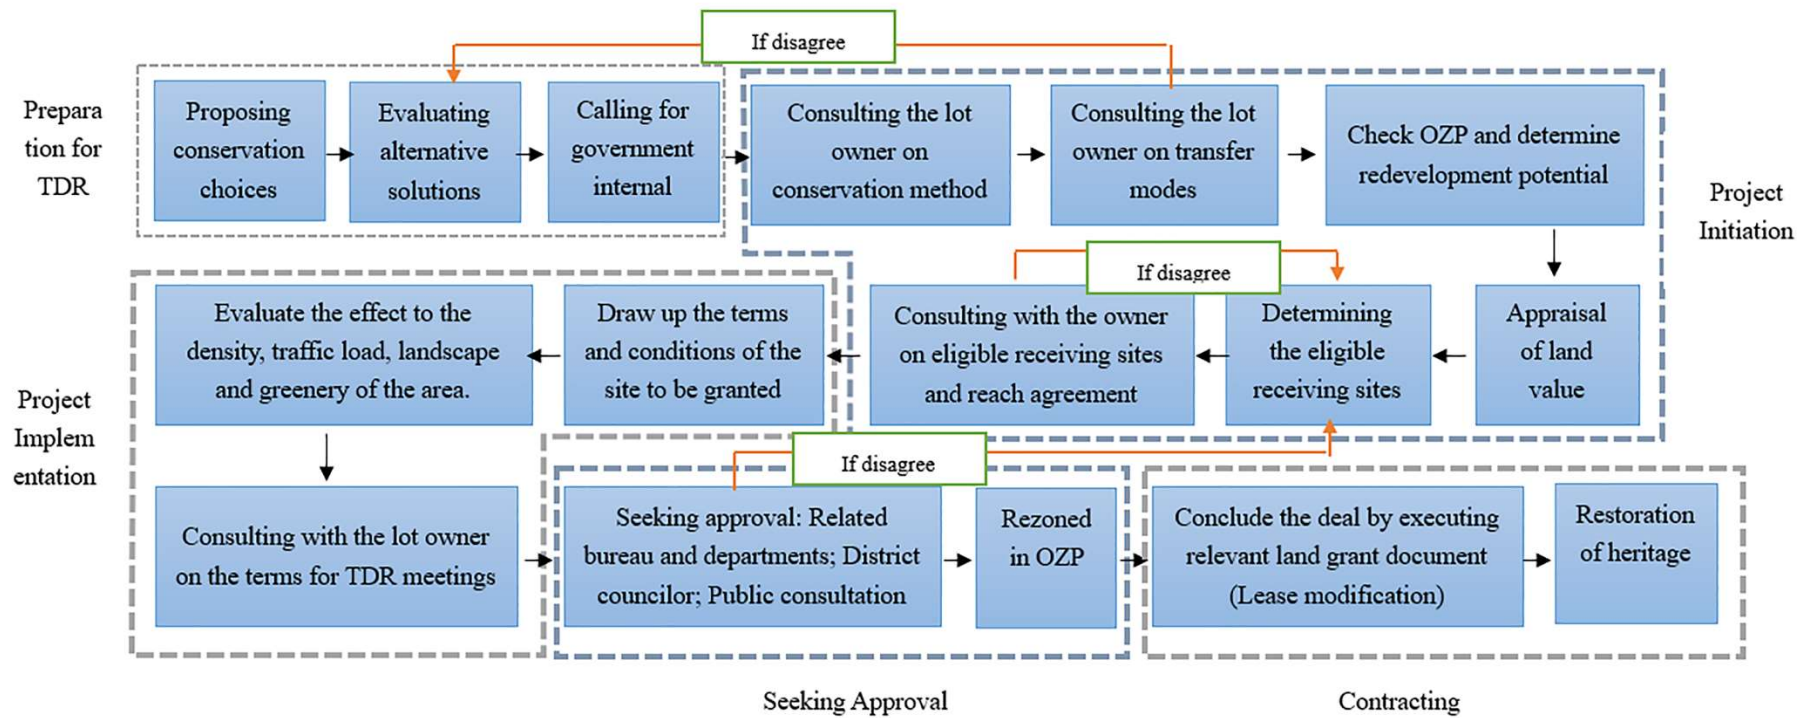 If disagree
Prepara
tion for
TDR
Proposing
conservation
choices
Evaluating
alternative
solutions
Calling for
government
internal
Consulting the lot
owner on
conservation method
Consulting the lot
owner on transfer
modes
Check OZP and determine
redevelopment potential
Project
Initiation
If disagree
Appraisal
of land
value
Determining
the eligible
receiving sites
Consulting with the owner
on eligible receiving sites
and reach agreement
Draw up the terms
and conditions of the
site to be granted
Evaluate the effect to the
density, traffic load, landscape
and greenery of the area.
Project
Implem
entation
Consulting with the lot owner
on the terms for TDR meetings
If disagree
Seeking approval: Related
bureau and departments; District
councilor; Public consultation
Rezoned
in OZP
Conclude the deal by executing
relevant land grant document
(Lease modification)
Restoration
of heritage
Seeking Approval
Contracting